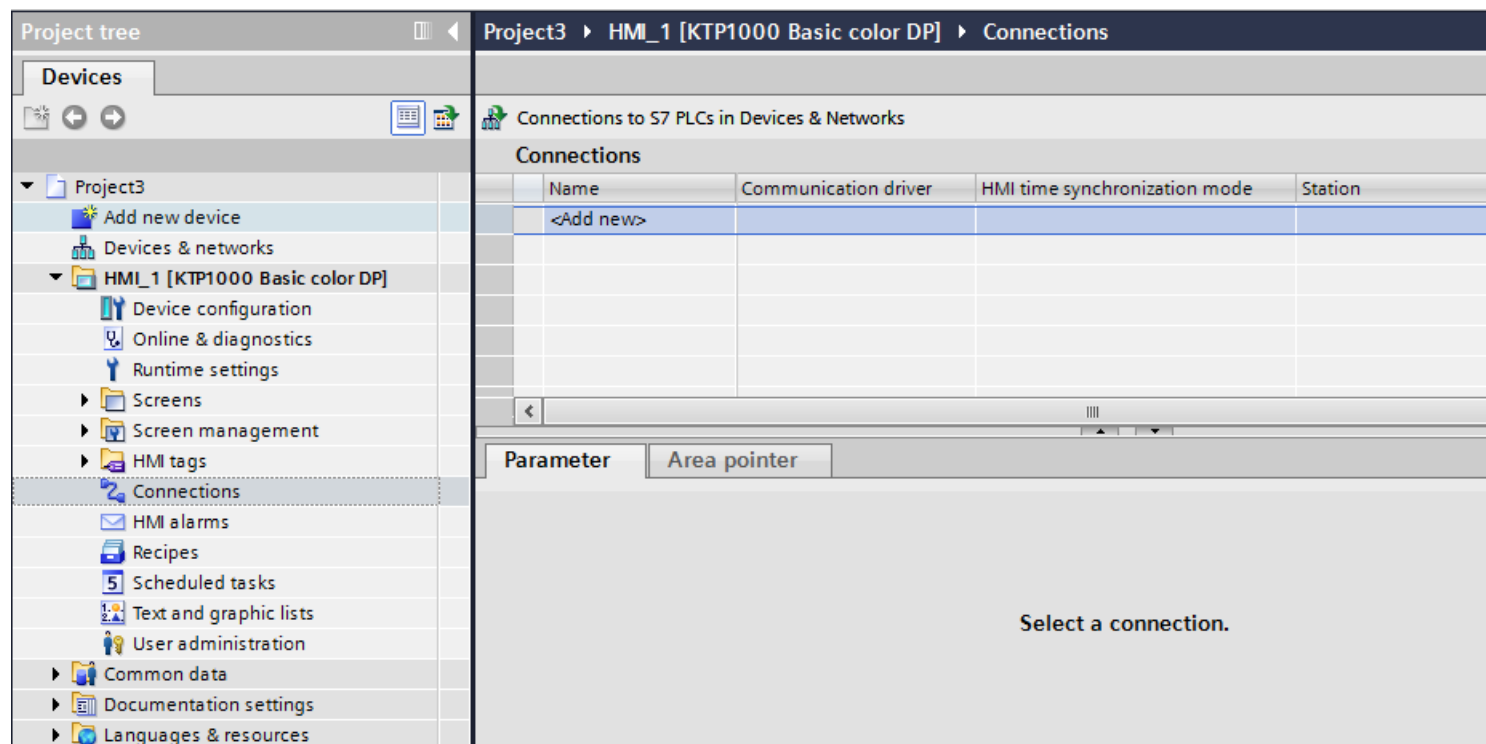 Project tree
Devices
Project3
Add new device
Devices & networks
HMI_1 [KTP1000 Basic color DP]
Device configuration
Online & diagnostics
Runtime settings
Screens
Screen management
HMI tags
Connections
HMI alarms
Recipes
Scheduled tasks
Text and graphic lists
User administration
Common data
Documentation settings
Languages & resources
Project3 HMI_1 [KTP1000 Basic color DP] Connections
Connections to S7 PLCs in Devices & Networks
Connections
Name Communication driver HMI time synchronization mode Station
<Add new>
Parameter Area pointer
Select a connection.